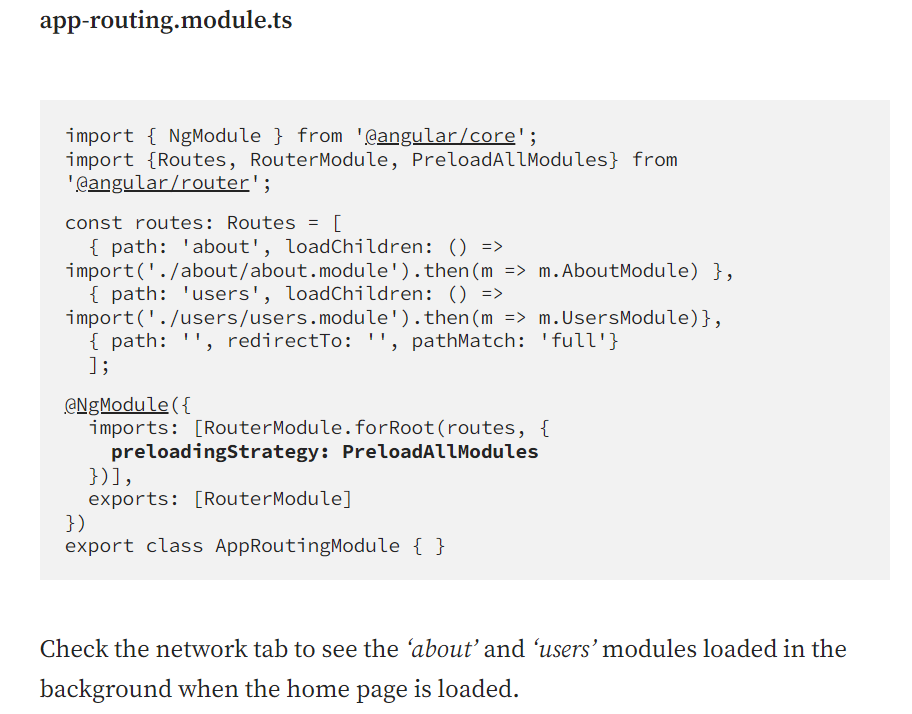 app-routing.module.ts
import { NgModule } from '@angular/core';
import {Routes, RouterModule, PreloadAllModules} from
'@angular/router';
const routes: Routes = [
  { path: 'about', loadChildren: () =>
import('./about/about.module').then(m => m.AboutModule) },
  { path: 'users', loadChildren: () =>
import('./users/users.module').then(m => m.UsersModule)},
  { path: '', redirectTo: '', pathMatch: 'full'}
  ];
@NgModule({
  imports: [RouterModule.forRoot(routes, {
    preloadingStrategy: PreloadAllModules
  })],
  exports: [RouterModule]
})
export class AppRoutingModule { }
Check the network tab to see the ‘about’ and ‘users’ modules loaded in the
background when the home page is loaded.